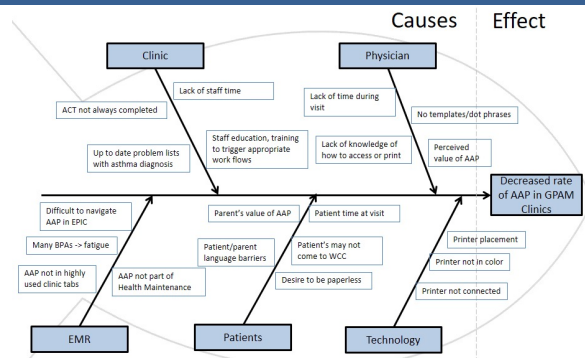 Causes
Effect
Clinic
Physician
Lack of staff time
ACT not always completed
Up to date problem lists
with asthma diagnosis
Staff education, training
to trigger appropriate
work flows
Lack of time during
visit
No templates/dot phrases
Lack of knowledge of
how to access or print
Perceived
value of AAP
Decreased rate
of AAP in GPAM
Clinics
Difficult to navigate
AAP in EPIC
Many BPAs -> fatigue
AAP not in highly
used clinic tabs
AAP not part of
Health Maintenance
Parent's value of AAP
Patient time at visit
Patient/parent
language barriers
Patient's may not
come to WCC
Desire to be paperless
Printer placement
Printer not in color
Printer not connected
EMR
Patients
Technology